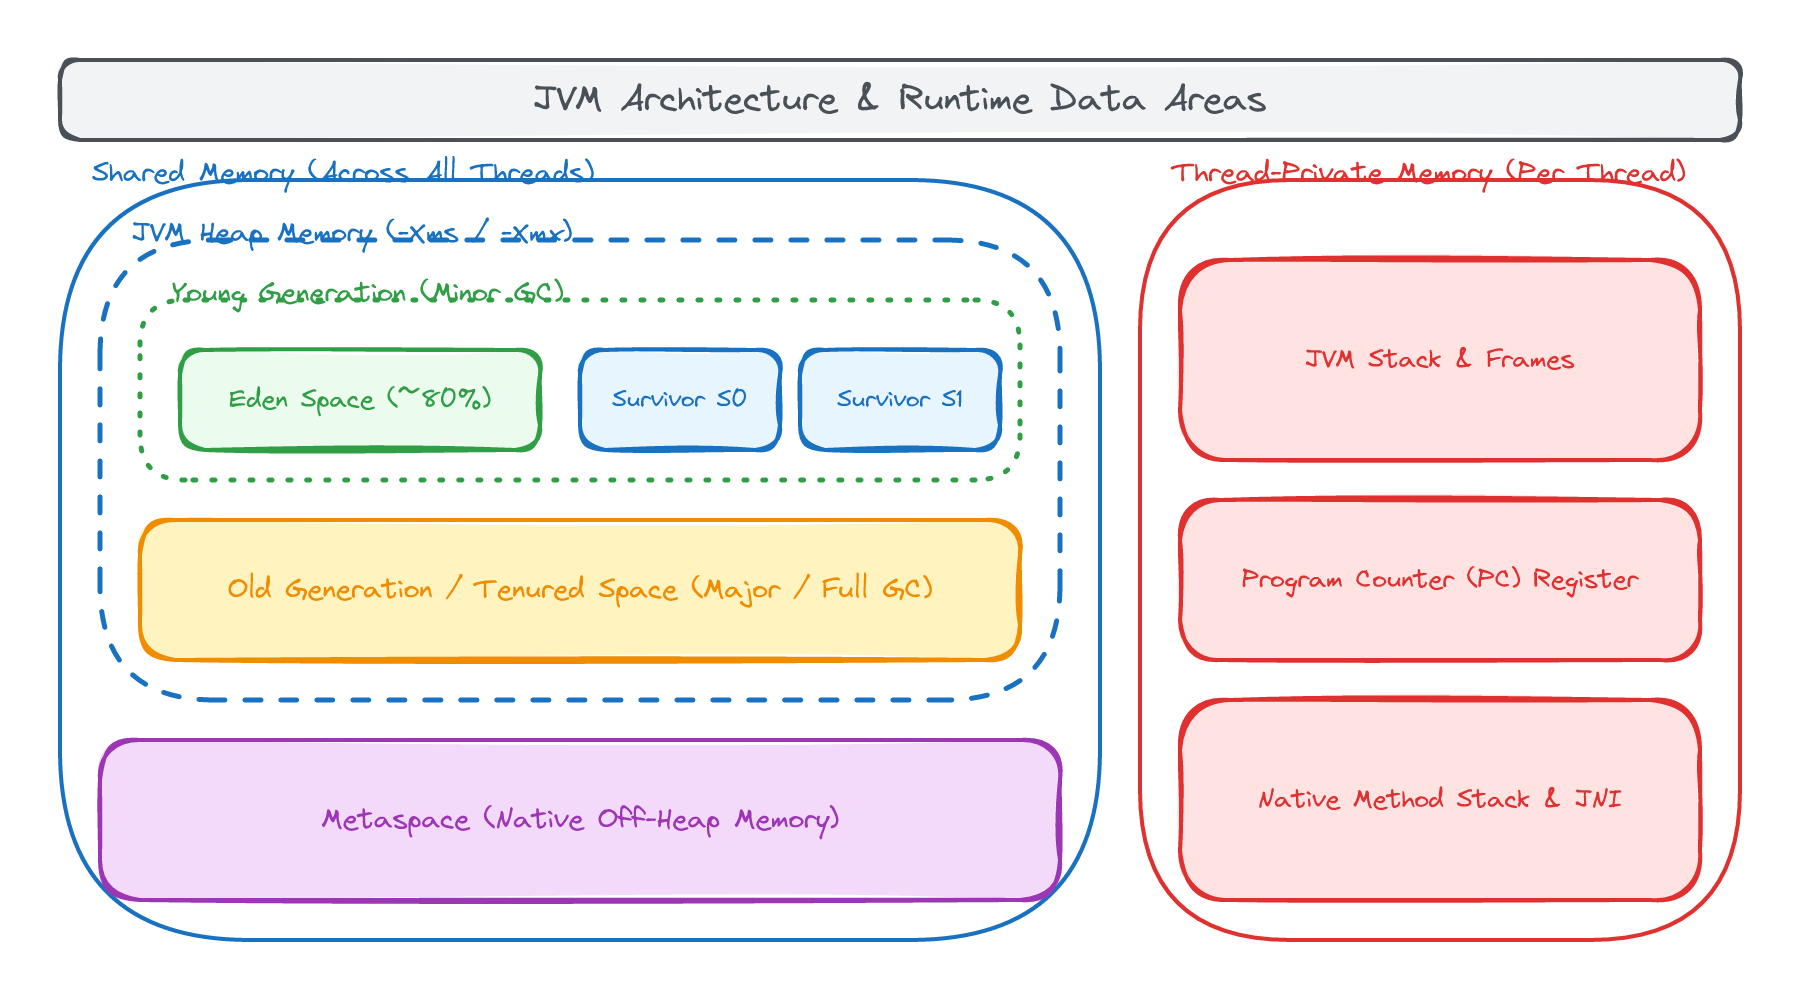 JVM Architecture & Runtime Data Areas
Shared Memory (Across All Threads)
JVM Heap Memory (-Xms / -Xmx)
Young Generation (Minor GC)
Eden Space (~80%)
Survivor S0
Survivor S1
Old Generation / Tenured Space (Major / Full GC)
Metaspace (Native Off-Heap Memory)
Thread-Private Memory (Per Thread)
JVM Stack & Frames
Program Counter (PC) Register
Native Method Stack & JNI